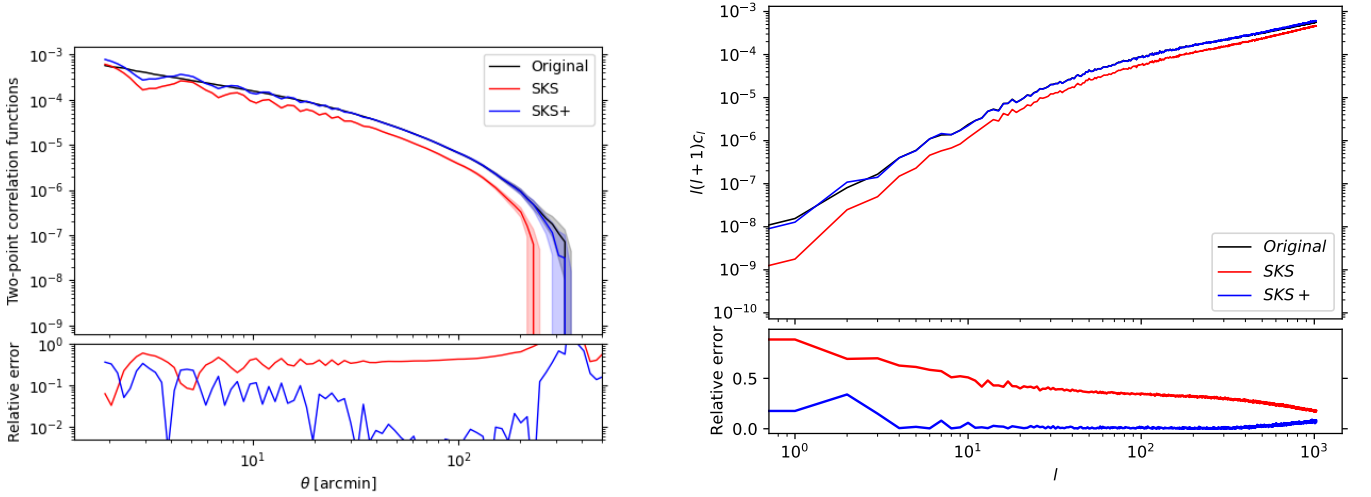 Two-point correlation functions
10⁻³
10⁻⁴
10⁻⁵
10⁻⁶
10⁻⁷
10⁻⁸
10⁻⁹
Original
SKS
SKS+
Relative error
10⁰
10⁻¹
10⁻²
10¹
10²
θ [arcmin]
l(l + 1)cₗ
10⁻³
10⁻⁴
10⁻⁵
10⁻⁶
10⁻⁷
10⁻⁸
10⁻⁹
10⁻¹⁰
Original
SKS
SKS +
Relative error
0.5
0.0
10⁰
10¹
10²
10³
l